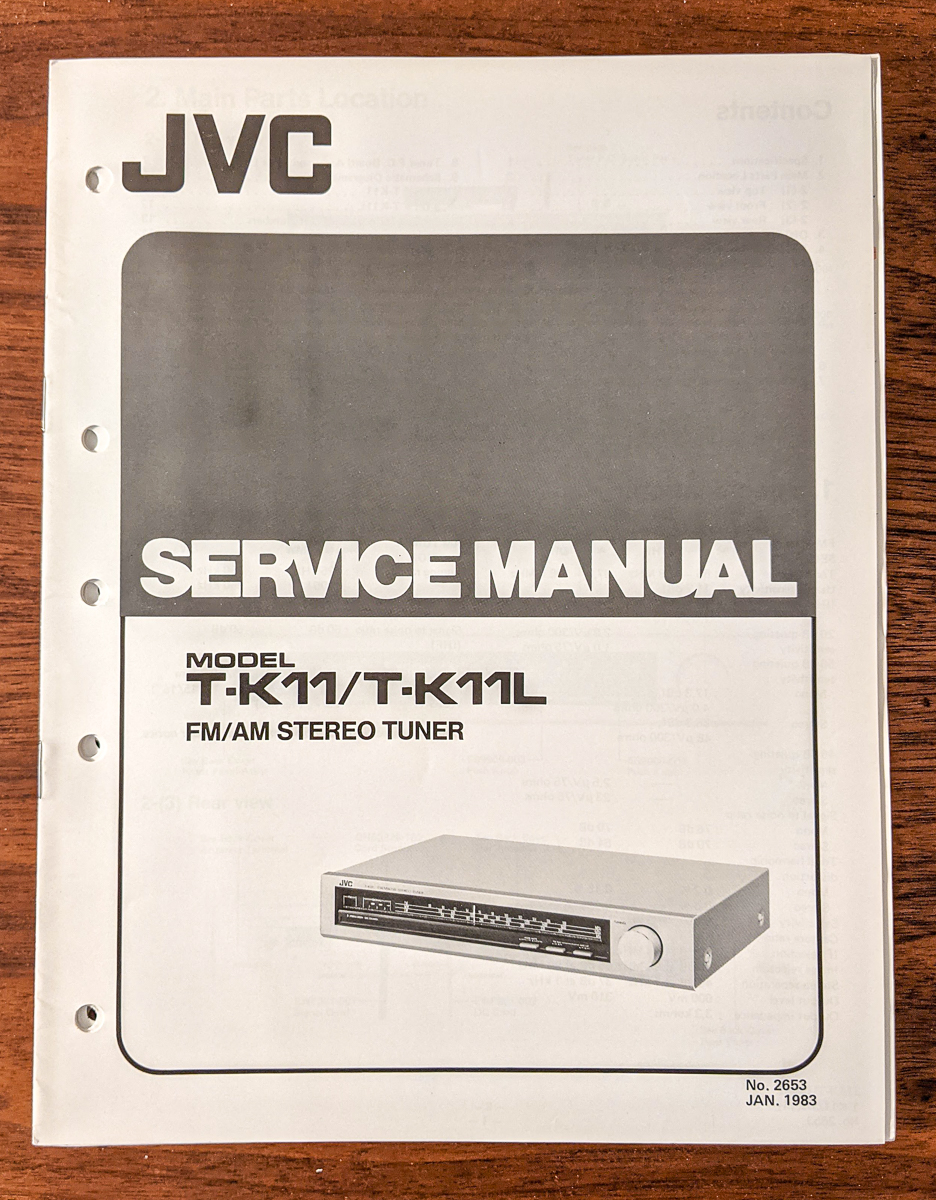 JVC
SERVICE MANUAL
MODEL
T-K11/T-K11L
FM/AM STEREO TUNER
JVC
No. 2653
JAN. 1983